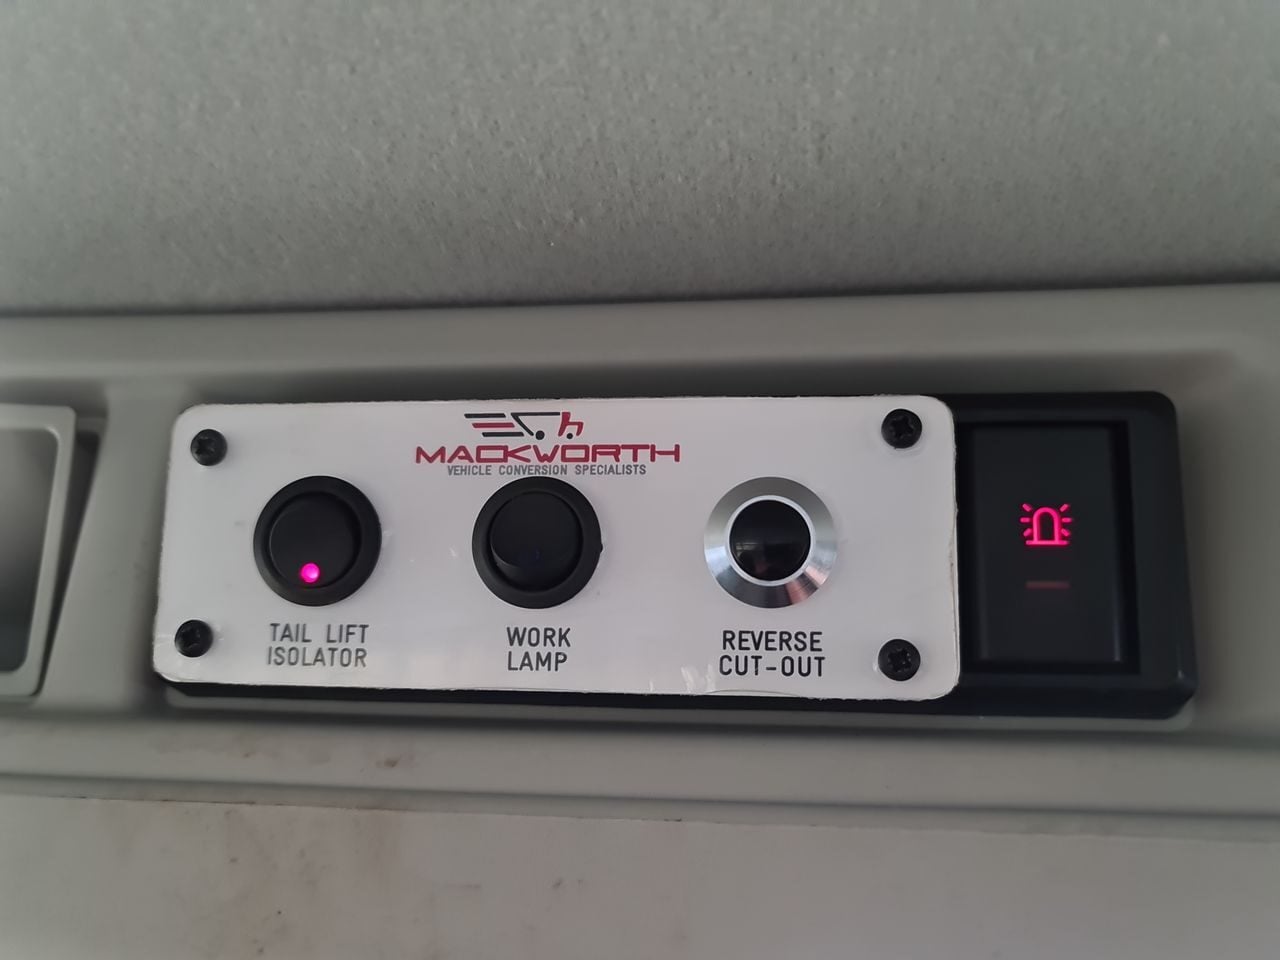 MACKWORTH
VEHICLE CONVERSION SPECIALISTS
TAIL LIFT
ISOLATOR
WORK
LAMP
REVERSE
CUT-OUT